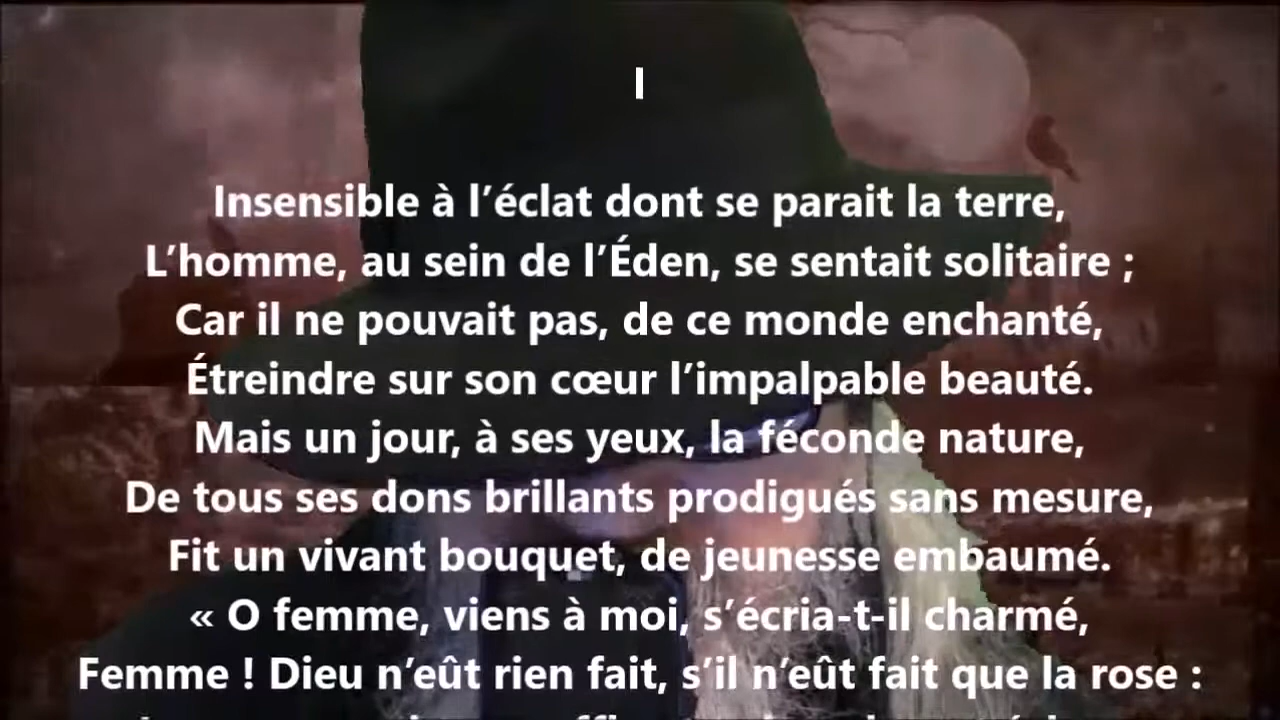 I
Insensible à l’éclat dont se parait la terre,
L’homme, au sein de l’Éden, se sentait solitaire ;
Car il ne pouvait pas, de ce monde enchanté,
Étreindre sur son cœur l’impalpable beauté.
Mais un jour, à ses yeux, la féconde nature,
De tous ses dons brillants prodigués sans mesure,
Fit un vivant bouquet, de jeunesse embaumé.
« O femme, viens à moi, s’écria-t-il charmé,
Femme ! Dieu n’eût rien fait, s’il n’eût fait que la rose :